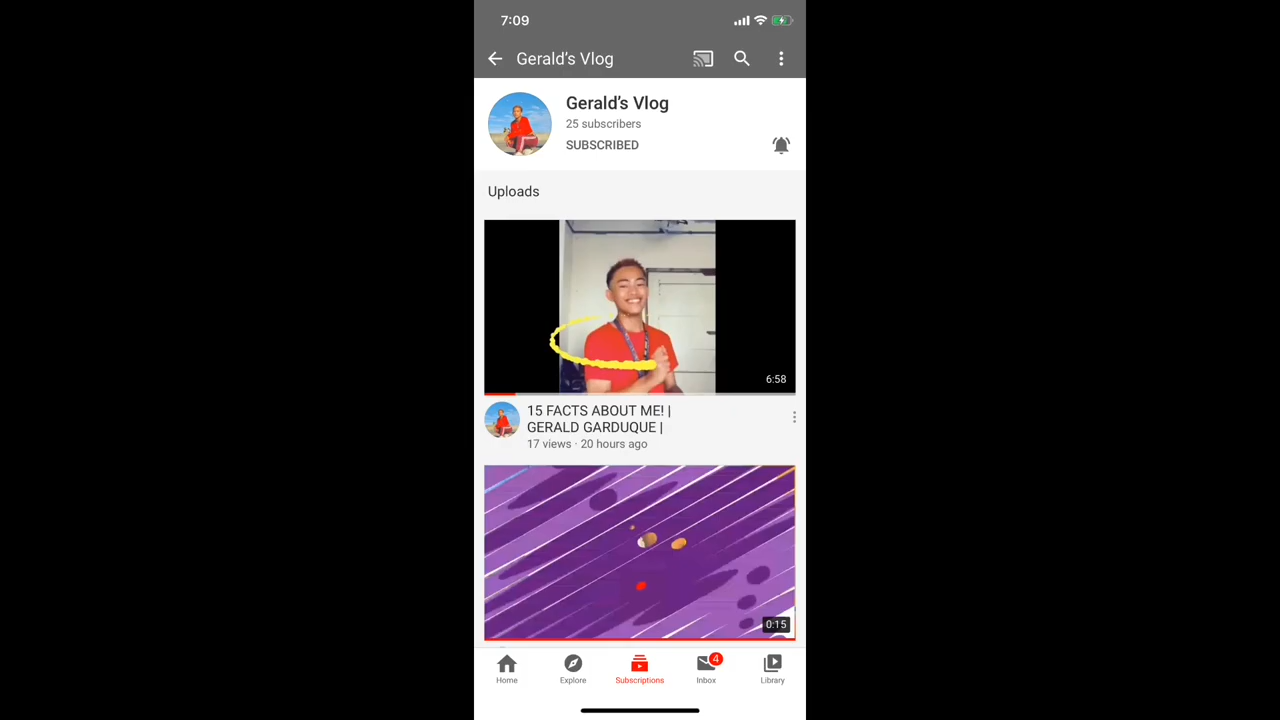 7:09
Gerald's Vlog
Gerald's Vlog
25 subscribers
SUBSCRIBED
Uploads
6:58
15 FACTS ABOUT ME! |
GERALD GARDUQUE |
17 views · 20 hours ago
0:15
4
Home
Explore
Subscriptions
Inbox
Library